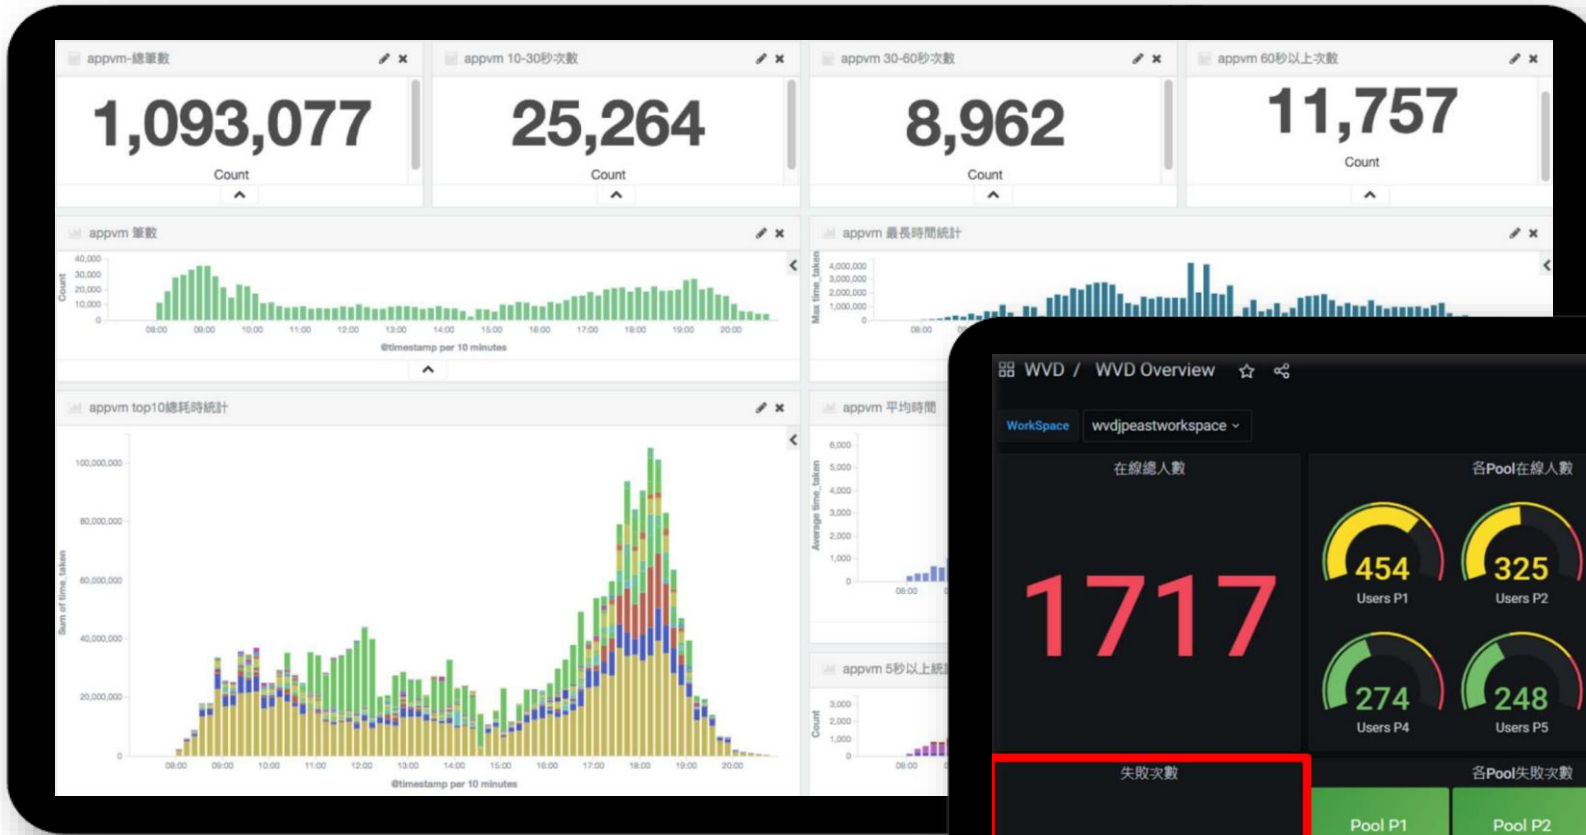 appvm-總筆數
1,093,077
Count
appvm 10-30秒次數
25,264
Count
appvm 30-60秒次數
8,962
Count
appvm 60秒以上次數
11,757
Count
appvm 筆數
Count
40,000
30,000
20,000
10,000
0
08:00 09:00 10:00 11:00 12:00 13:00 14:00 15:00 16:00 17:00 18:00 19:00 20:00
@timestamp per 10 minutes
appvm 最長時間統計
Max time_taken
4,000,000
3,000,000
2,000,000
1,000,000
0
08:00
appvm top10總耗時統計
Sum of time_taken
100,000,000
80,000,000
60,000,000
40,000,000
20,000,000
0
08:00 09:00 10:00 11:00 12:00 13:00 14:00 15:00 16:00 17:00 18:00 19:00 20:00
@timestamp per 10 minutes
appvm 平均時間
Average time_taken
6,000
5,000
4,000
3,000
2,000
1,000
0
08:00
appvm 5秒以上統
Count
3,000
2,000
1,000
0
08:00
WVD / WVD Overview
WorkSpace wvdjpeastworkspace
在線總人數
1717
各Pool在線人數
454
Users P1
325
Users P2
274
Users P4
248
Users P5
失敗次數
各Pool失敗次數
Pool P1
Pool P2